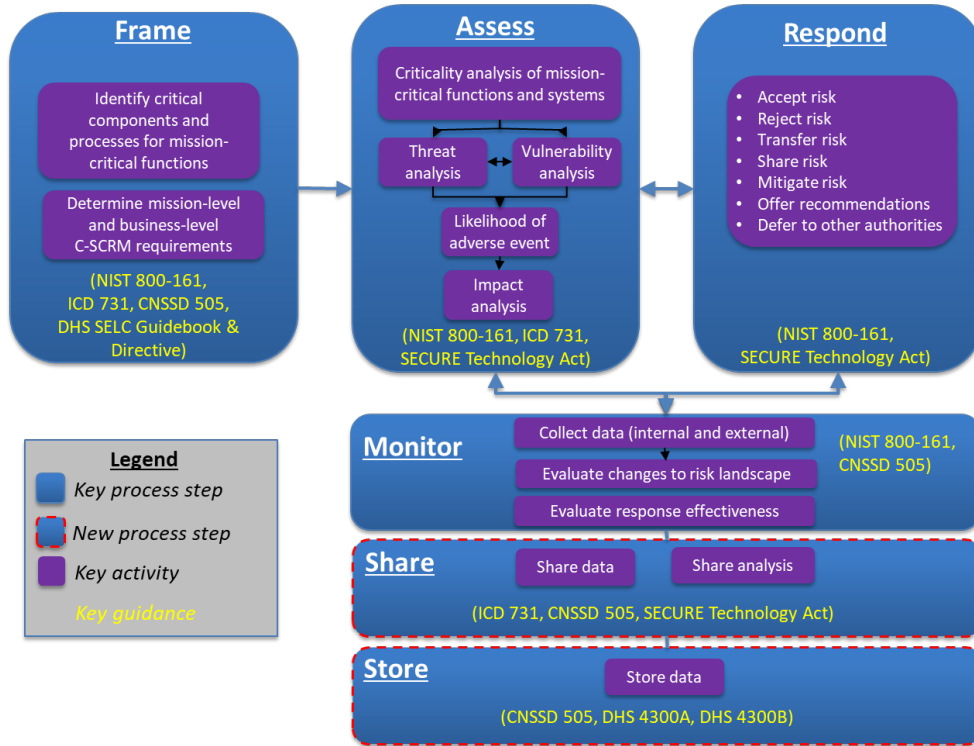 Frame
Identify critical
components and
processes for mission-
critical functions
Determine mission-level
and business-level
C-SCRM requirements
(NIST 800-161,
ICD 731, CNSSD 505,
DHS SELC Guidebook &
Directive)
Assess
Criticality analysis of mission-
critical functions and systems
Threat
analysis
Vulnerability
analysis
Likelihood of
adverse event
Impact
analysis
(NIST 800-161, ICD 731,
SECURE Technology Act)
Respond
• Accept risk
• Reject risk
• Transfer risk
• Share risk
• Mitigate risk
• Offer recommendations
• Defer to other authorities
(NIST 800-161,
SECURE Technology Act)
Monitor
Collect data (internal and external)
Evaluate changes to risk landscape
Evaluate response effectiveness
(NIST 800-161,
CNSSD 505)
Share
Share data
Share analysis
(ICD 731, CNSSD 505, SECURE Technology Act)
Store
Store data
(CNSSD 505, DHS 4300A, DHS 4300B)
Legend
Key process step
New process step
Key activity
Key guidance